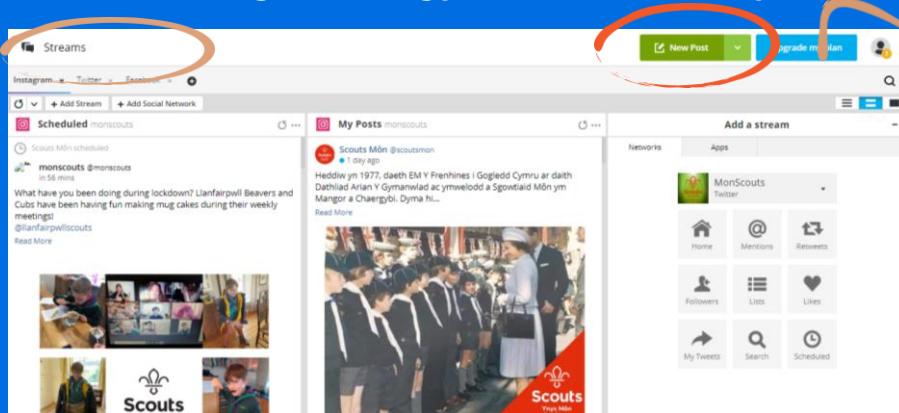 Streams
New Post
Upgrade my plan
Instagram Twitter Facebook
+ Add Stream + Add Social Network
Scheduled monscouts
Scouts Môn scheduled
monscouts @monscouts
in 56 mins
What have you been doing during lockdown? Llanfairpwll Beavers and
Cubs have been having fun making mug cakes during their weekly
meetings!
@llanfairpwllscouts
Read More
Scouts
My Posts monscouts
Scouts Môn @scoutsmon
1 day ago
Heddiw yn 1977, daeth EM Y Frenhines i Gogledd Cymru ar daith
Dathliad Arian Y Gymanwlad ac ymwelodd a Sgowtiaid Môn ym
Mangor a Chaergybi. Dyma hi...
Read More
Scouts
Ynys Môn
Add a stream
Networks Apps
MonScouts
Twitter
Home Mentions Retweets
Followers Lists Likes
My Tweets Search Scheduled